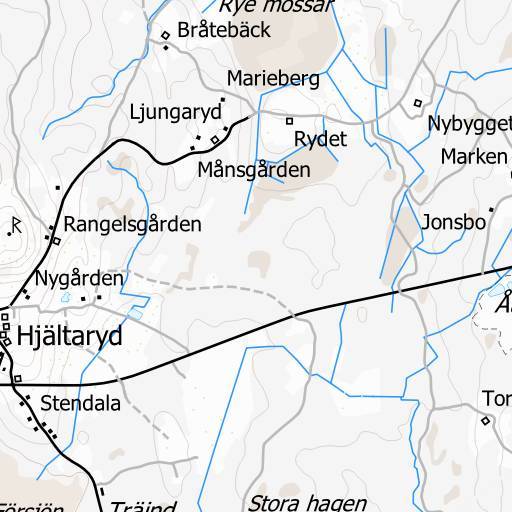 Rye mossar
Bråtebäck
Marieberg
Ljungaryd
Rydet
Nybygget
Månsgården
Marken
Rangelsgården
Jonsbo
Nygården
Hjältaryd
Stendala
Stora hagen